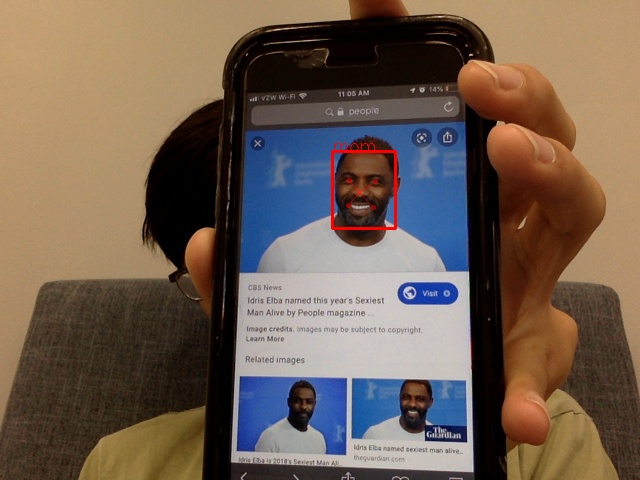 VZW Wi-Fi 11:05 AM 14%
people
mom
CBS News
Idris Elba named this year's Sexiest
Man Alive by People magazine ...
Visit
Image credits. Images may be subject to copyright.
Learn More
Related images
The
Guardian
Idris Elba is 2018's Sexiest Man Ali
Idris Elba named sexiest man alive...
theguardian.com